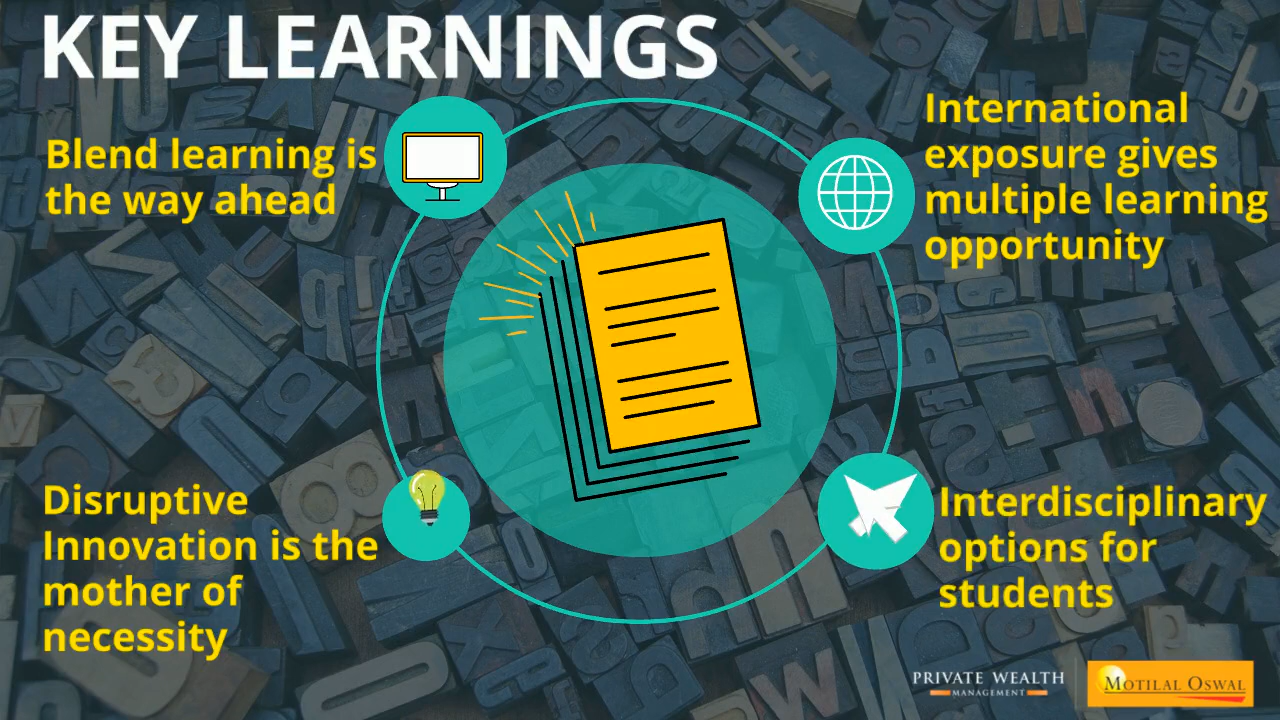 KEY LEARNINGS
Blend learning is
the way ahead
International
exposure gives
multiple learning
opportunity
Disruptive
Innovation is the
mother of
necessity
Interdisciplinary
options for
students
PRIVATE WEALTH
MANAGEMENT
MOTILAL OSWAL